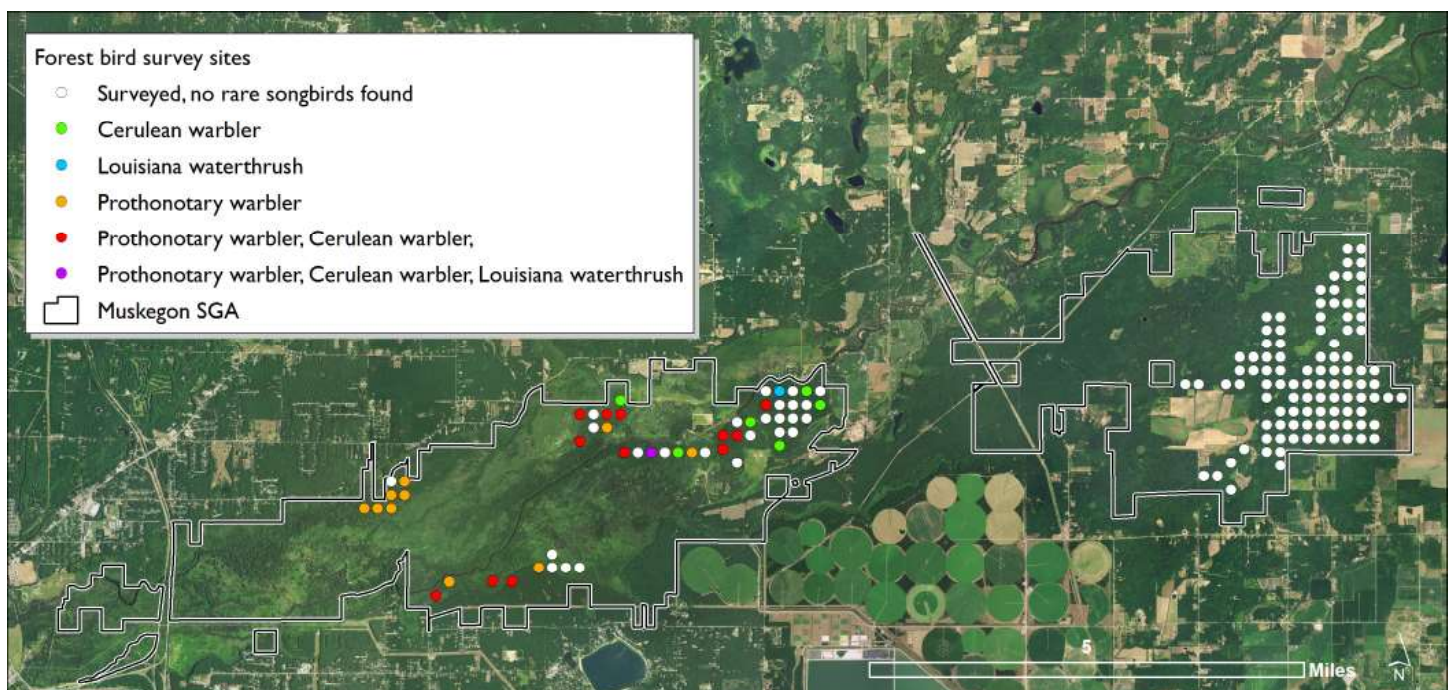 Forest bird survey sites
Surveyed, no rare songbirds found
Cerulean warbler
Louisiana waterthrush
Prothonotary warbler
Prothonotary warbler, Cerulean warbler,
Prothonotary warbler, Cerulean warbler, Louisiana waterthrush
Muskegon SGA
5
Miles
N